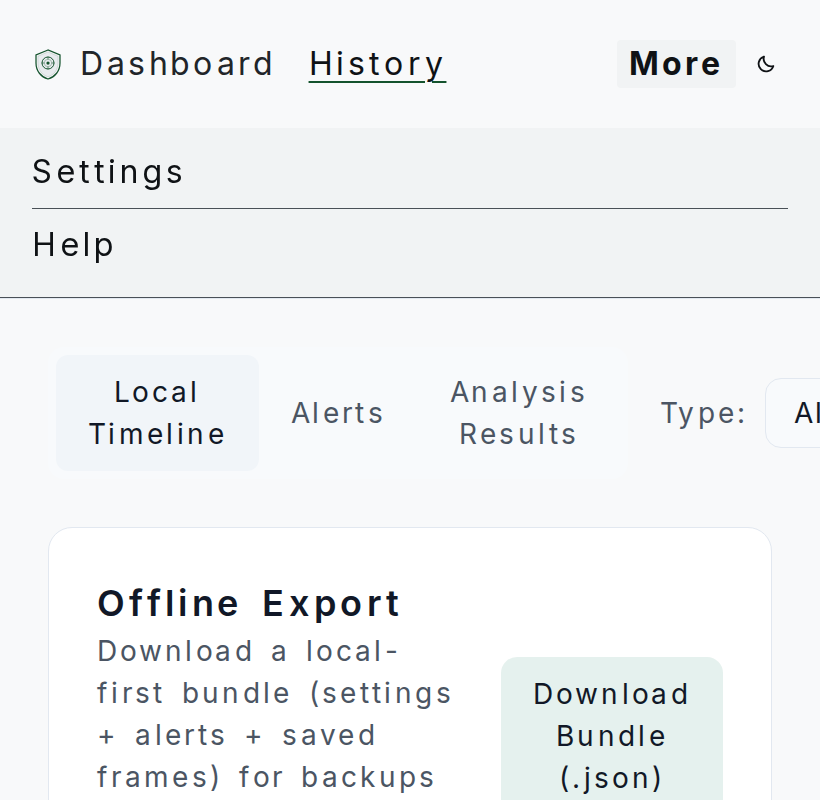 Dashboard History More
Settings
Help
Local
Timeline
Alerts
Analysis
Results
Type:
Offline Export
Download a local-
first bundle (settings
+ alerts + saved
frames) for backups
Download
Bundle
(.json)